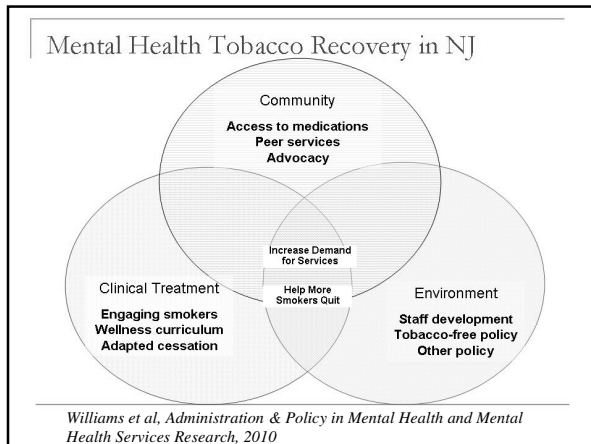 Mental Health Tobacco Recovery in NJ
Community
Access to medications
Peer services
Advocacy
Increase Demand
for Services
Help More
Smokers Quit
Clinical Treatment
Engaging smokers
Wellness curriculum
Adapted cessation
Environment
Staff development
Tobacco-free policy
Other policy
Williams et al, Administration & Policy in Mental Health and Mental
Health Services Research, 2010